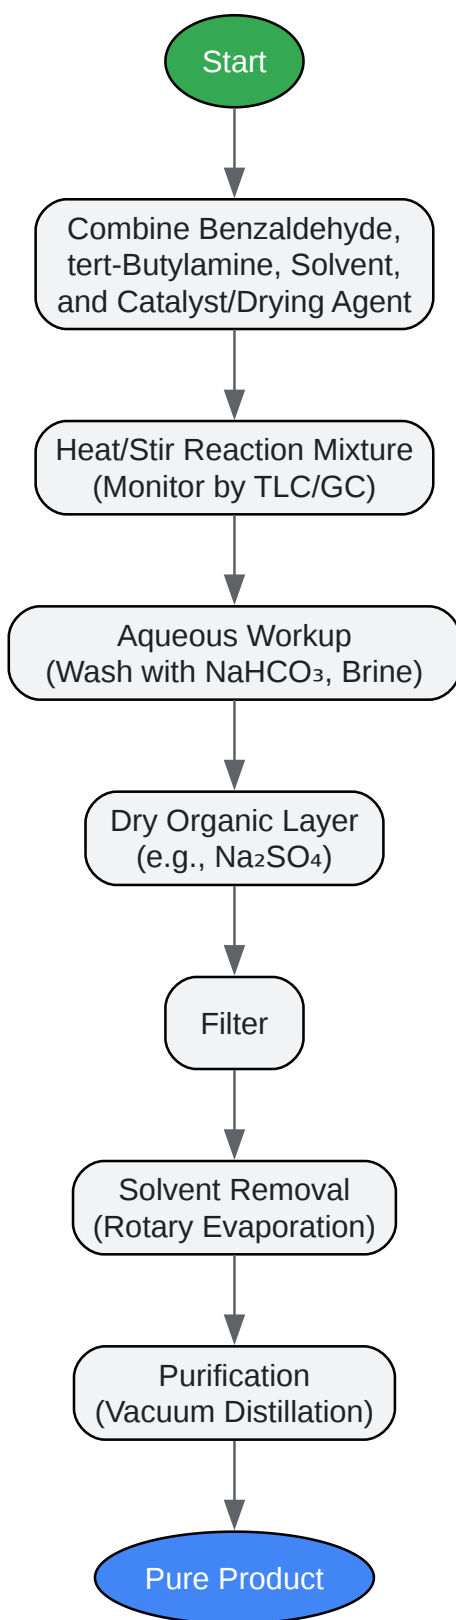 Start
Combine Benzaldehyde,
tert-Butylamine, Solvent,
and Catalyst/Drying Agent
Heat/Stir Reaction Mixture
(Monitor by TLC/GC)
Aqueous Workup
(Wash with NaHCO₃, Brine)
Dry Organic Layer
(e.g., Na₂SO₄)
Filter
Solvent Removal
(Rotary Evaporation)
Purification
(Vacuum Distillation)
Pure Product